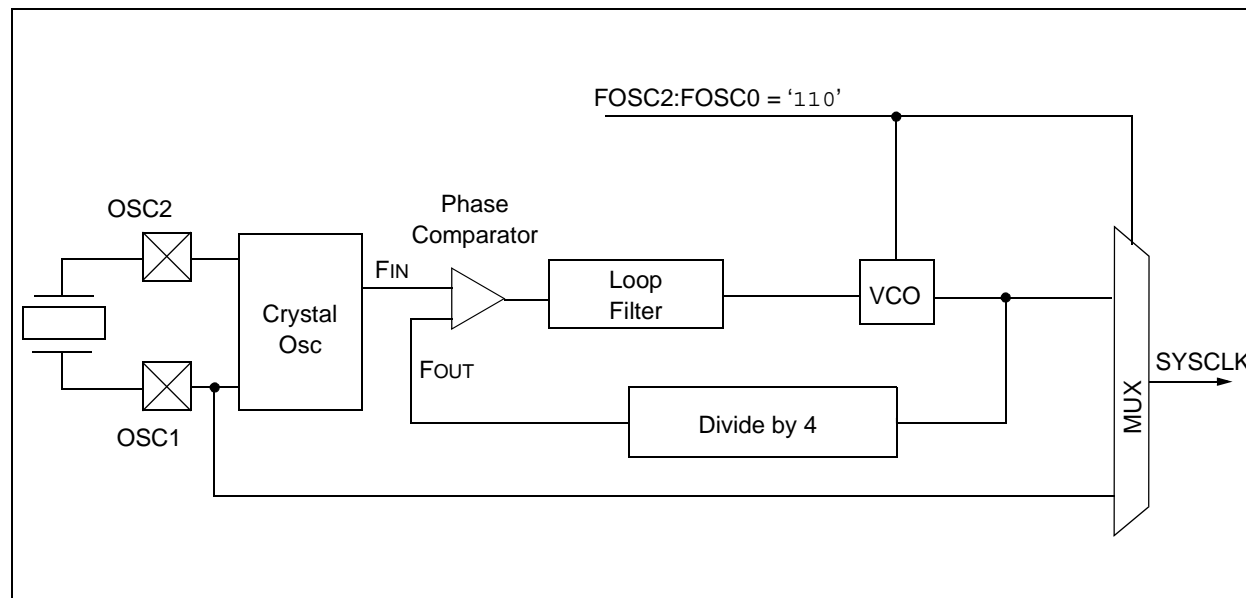 FOSC2:FOSC0 = ‘110’
OSC2
Phase
Comparator
FIN
Loop
Filter
VCO
Crystal
Osc
FOUT
SYSCLK
OSC1
Divide by 4
MUX